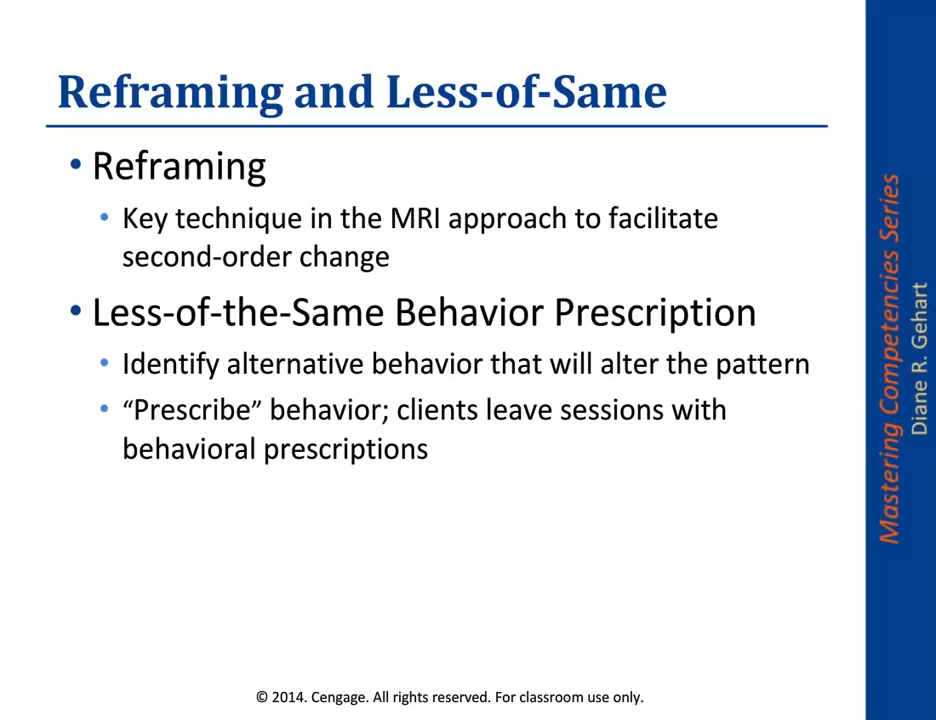 Reframing and Less-of-Same
• Reframing
• Key technique in the MRI approach to facilitate
second-order change
• Less-of-the-Same Behavior Prescription
• Identify alternative behavior that will alter the pattern
• “Prescribe” behavior; clients leave sessions with
behavioral prescriptions
Mastering Competencies Series
Diane R. Gehart
© 2014. Cengage. All rights reserved. For classroom use only.